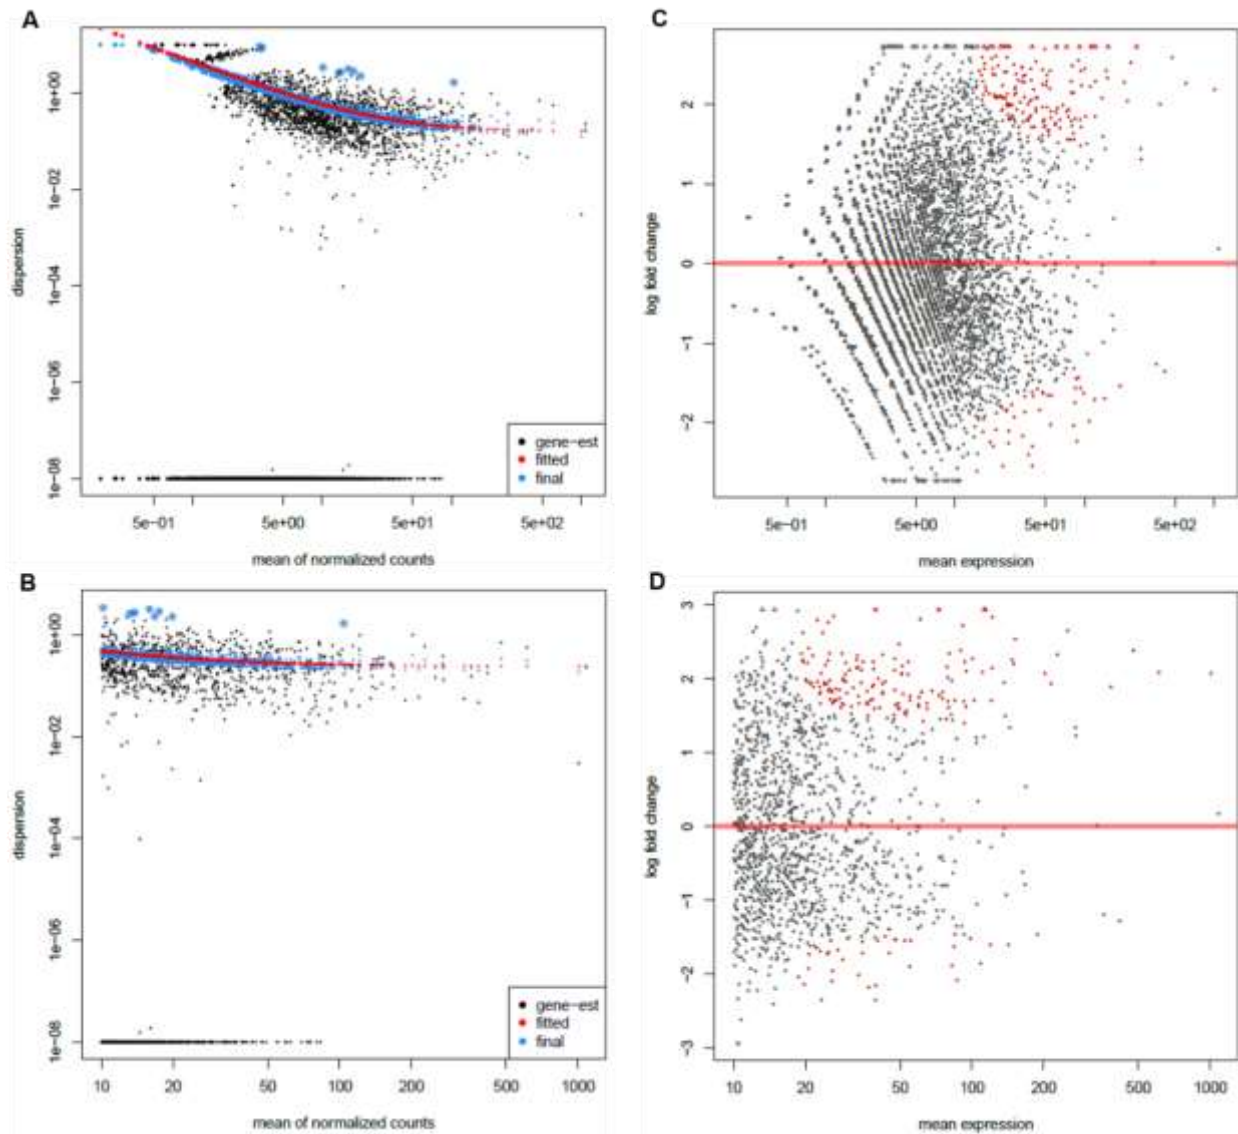 A
dispersion
1e+00
1e-02
1e-04
1e-06
1e-08
gene-est
fitted
final
5e-01
5e+00
5e+01
5e+02
mean of normalized counts
C
log fold change
2
1
0
-1
-2
5e-01
5e+00
5e+01
5e+02
mean expression
B
dispersion
1e+00
1e-02
1e-04
1e-06
1e-08
gene-est
fitted
final
10
20
50
100
200
500
1000
mean of normalized counts
D
log fold change
3
2
1
0
-1
-2
-3
10
20
50
100
200
500
1000
mean expression